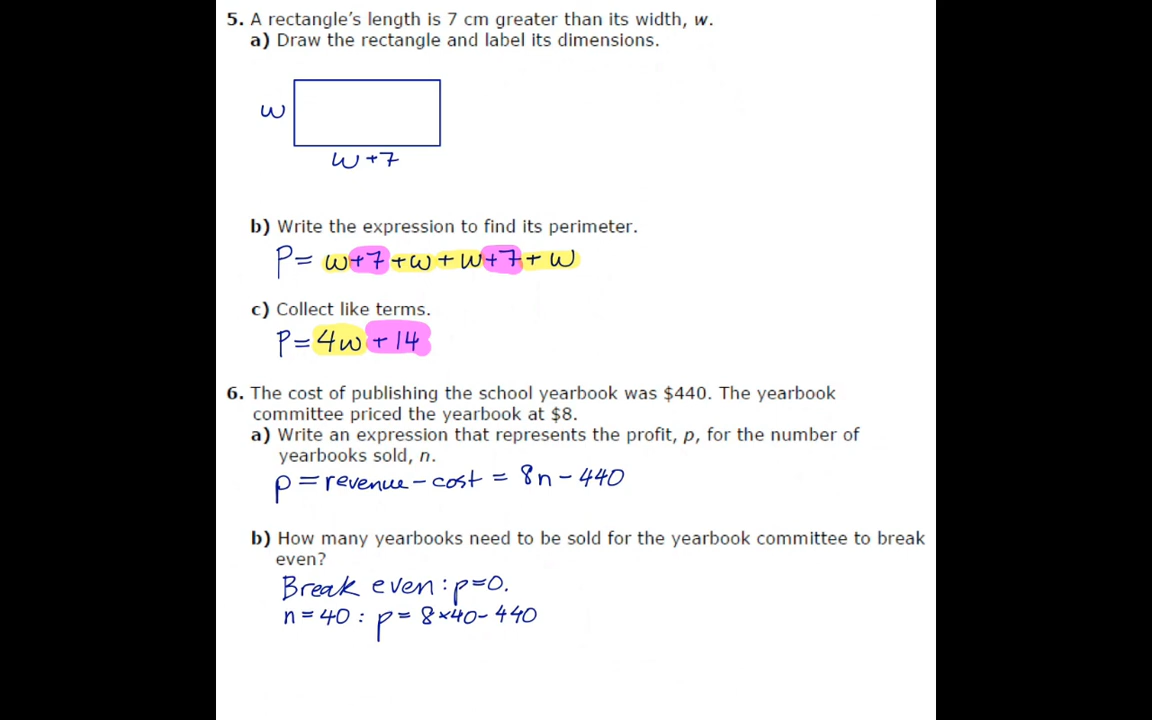 5. A rectangle's length is 7 cm greater than its width, w.
a) Draw the rectangle and label its dimensions.
w
w+7
b) Write the expression to find its perimeter.
P= w+7+w+w+7+w
c) Collect like terms.
P=4w+14
6. The cost of publishing the school yearbook was $440. The yearbook
committee priced the yearbook at $8.
a) Write an expression that represents the profit, p, for the number of
yearbooks sold, n.
p=revenue-cost = 8n-440
b) How many yearbooks need to be sold for the yearbook committee to break
even?
Break even: p=0.
n=40: p= 8×40-440